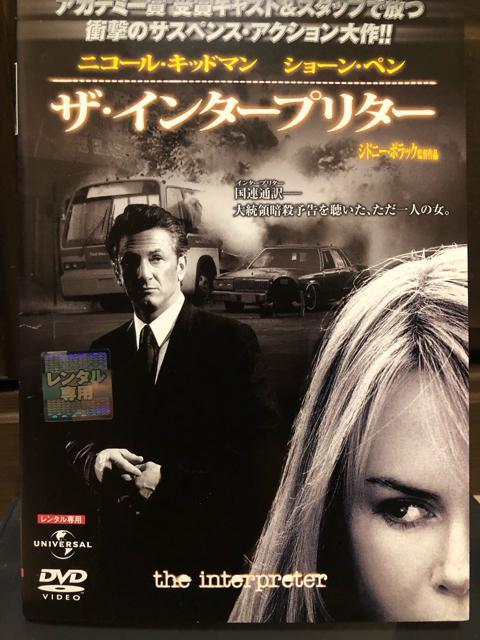 アカデミー賞 受賞キャスト&スタッフで放つ
衝撃のサスペンス・アクション大作!!
ニコール・キッドマン ショーン・ペン
ザ・インタープリター
シドニー・ポラック監督作品
インタープリター
国連通訳──
大統領暗殺予告を聴いた、ただ一人の女。
レンタル
専用
レンタル専用
UNIVERSAL
DVD
VIDEO
the interpreter